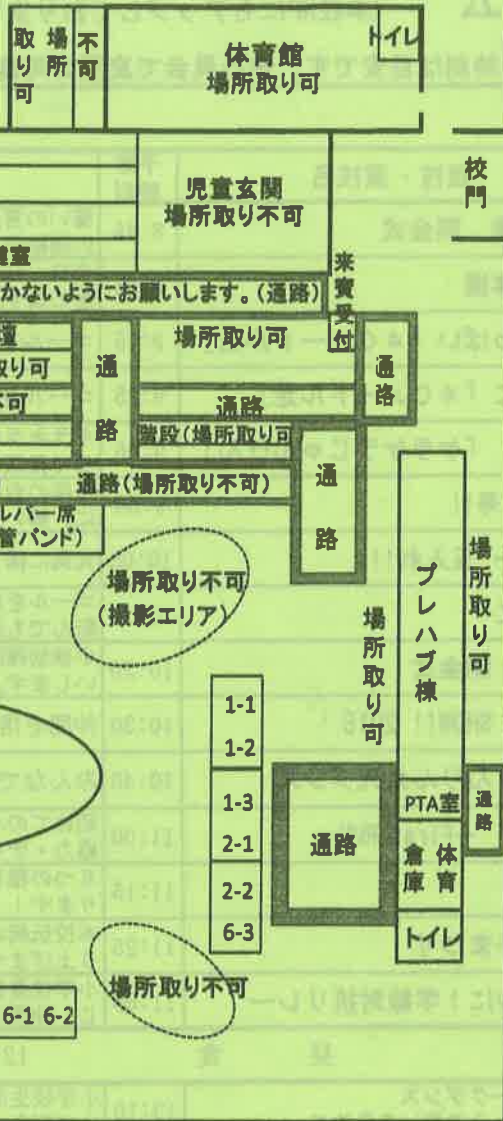 取り可
場所
不可
体育館
場所取り可
トイレ
校門
児童玄関
場所取り不可
来賓受付
かないようにお願いします。(通路)
場所取り可
通路
取り可
通路
不可
通路
階段(場所取り可
通路(場所取り不可)
通路
ルバー席
管バンド)
場所取り不可
(撮影エリア)
場所取り可
プレハブ棟
場所取り可
1-1
1-2
1-3
2-1
2-2
6-3
通路
PTA室
通路
体育
倉庫
トイレ
場所取り不可
6-1 6-2